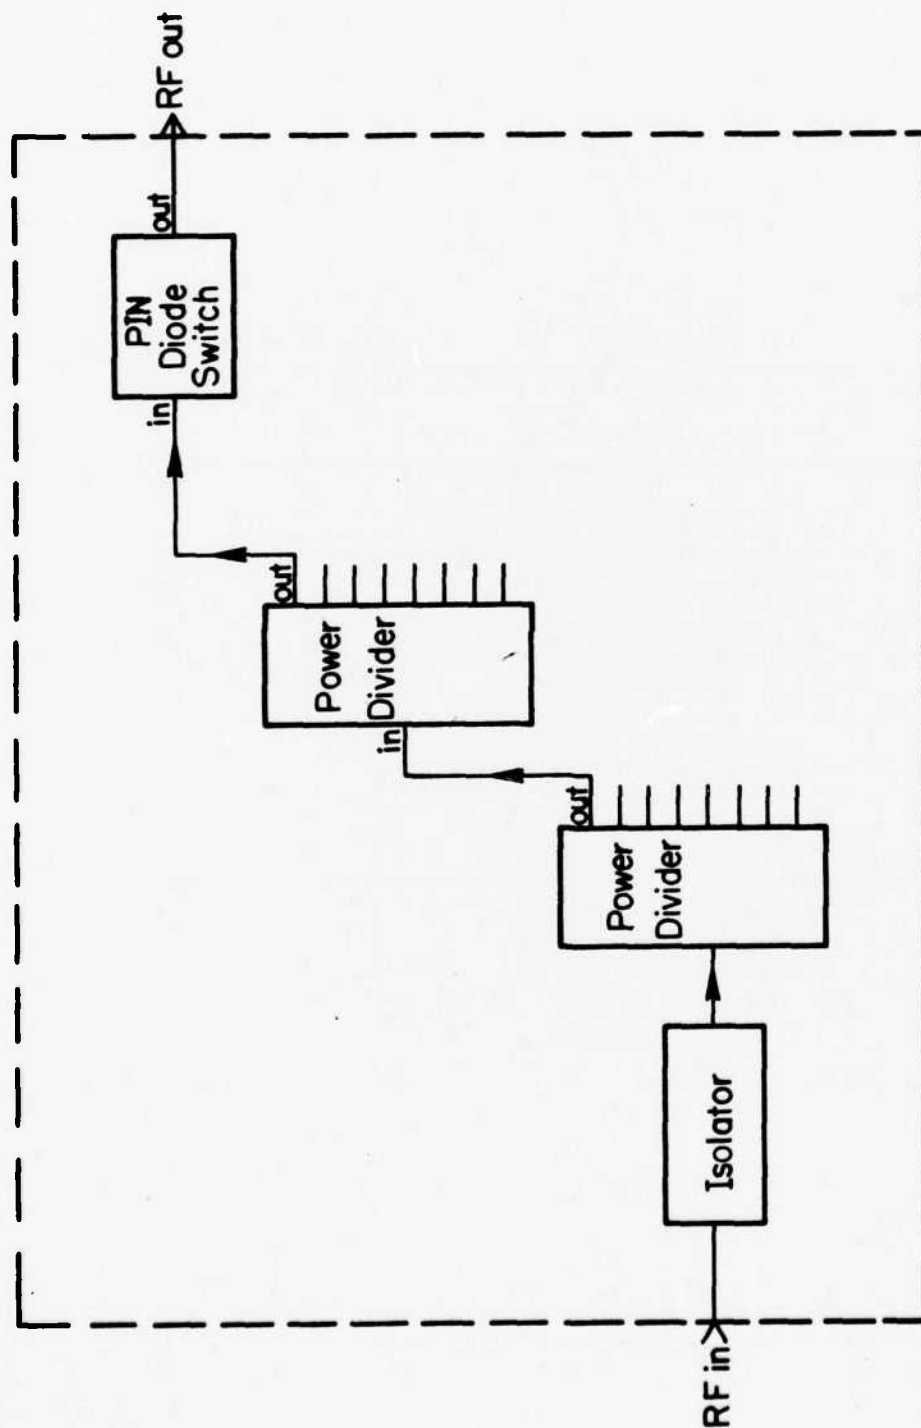 RF in
Isolator
Power
Divider
out
in
Power
Divider
out
in
PIN
Diode
Switch
out
RF out